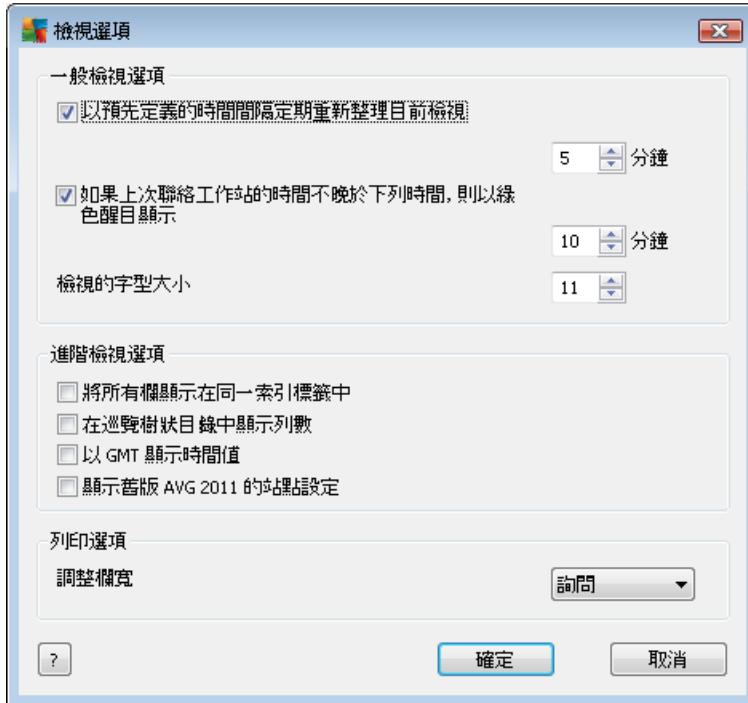 檢視選項
一般檢視選項
以預先定義的時間間隔定期重新整理目前檢視
5 分鐘
如果上次聯絡工作站的時間不晚於下列時間, 則以綠
色醒目顯示
10 分鐘
檢視的字型大小
11
進階檢視選項
將所有欄顯示在同一索引標籤中
在巡覽樹狀目錄中顯示列數
以 GMT 顯示時間值
顯示舊版 AVG 2011 的站點設定
列印選項
調整欄寬
詢問
?
確定
取消